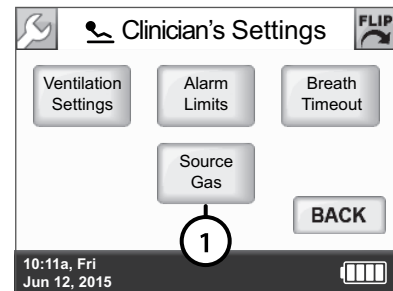 Clinician's Settings
FLIP
Ventilation
Settings
Alarm
Limits
Breath
Timeout
Source
Gas
BACK
1
10:11a, Fri
Jun 12, 2015